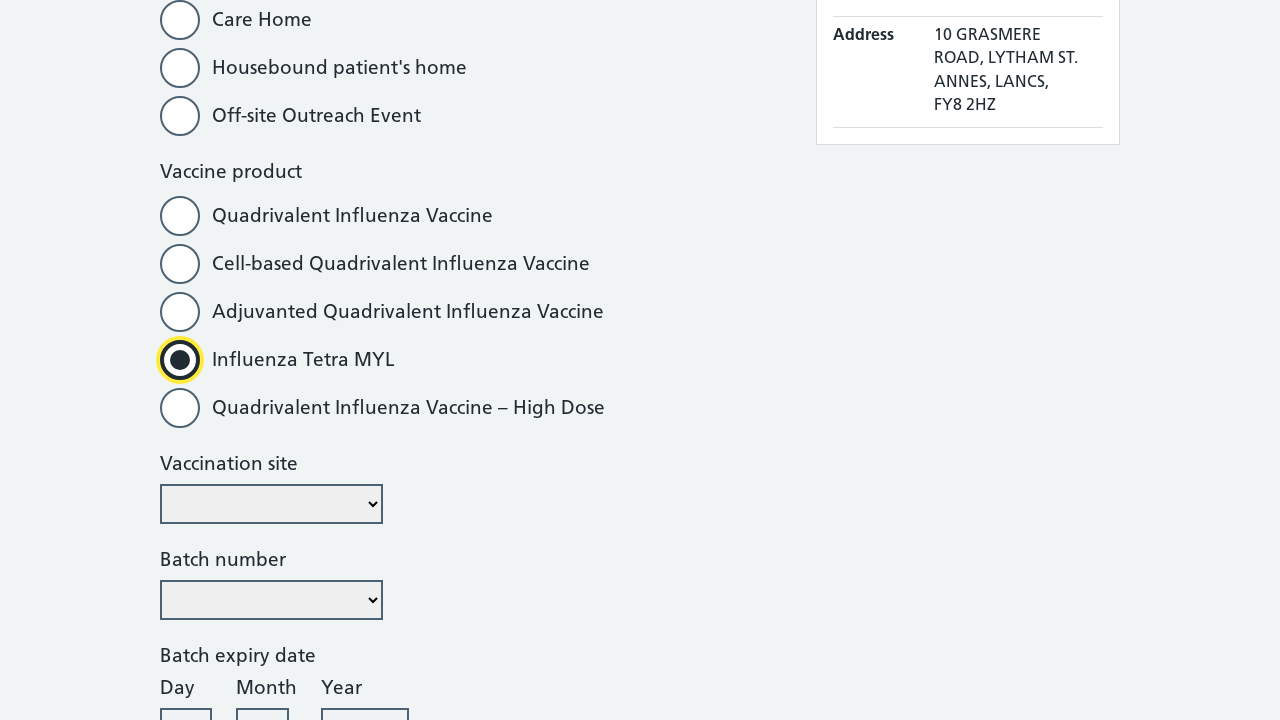 Care Home
Housebound patient's home
Off-site Outreach Event
Vaccine product
Quadrivalent Influenza Vaccine
Cell-based Quadrivalent Influenza Vaccine
Adjuvanted Quadrivalent Influenza Vaccine
Influenza Tetra MYL
Quadrivalent Influenza Vaccine – High Dose
Vaccination site
Batch number
Batch expiry date
Day Month Year
Address 10 GRASMERE
ROAD, LYTHAM ST.
ANNES, LANCS,
FY8 2HZ